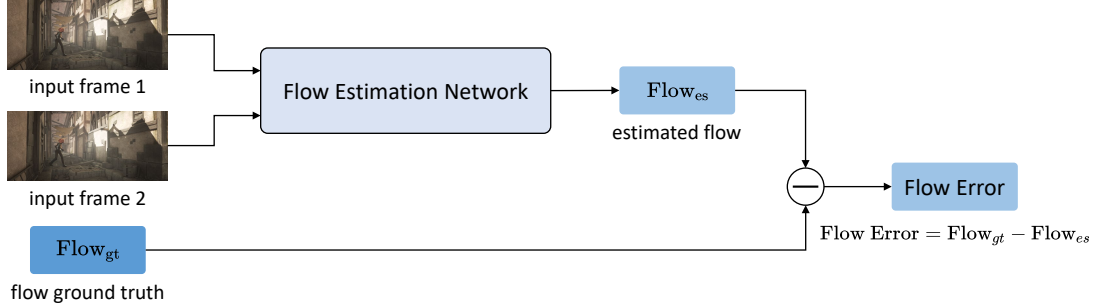 input frame 1
Flow Estimation Network
Flow_es
estimated flow
input frame 2
Flow Error
Flow_gt
Flow Error = Flow_gt − Flow_es
flow ground truth